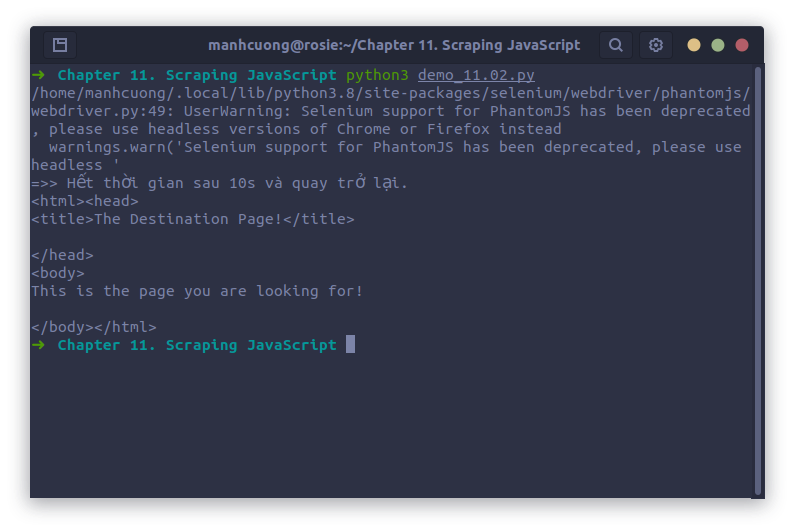 manhcuong@rosie:~/Chapter 11. Scraping JavaScript
➜ Chapter 11. Scraping JavaScript python3 demo_11.02.py
/home/manhcuong/.local/lib/python3.8/site-packages/selenium/webdriver/phantomjs/
webdriver.py:49: UserWarning: Selenium support for PhantomJS has been deprecated
, please use headless versions of Chrome or Firefox instead
  warnings.warn('Selenium support for PhantomJS has been deprecated, please use
headless '
=>> Hết thời gian sau 10s và quay trở lại.
<html><head>
<title>The Destination Page!</title>
</head>
<body>
This is the page you are looking for!
</body></html>
➜ Chapter 11. Scraping JavaScript